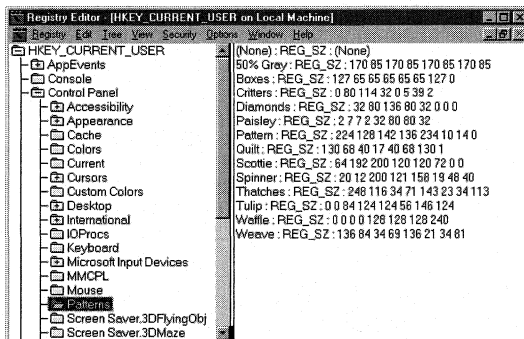 Registry Editor - [HKEY_CURRENT_USER on Local Machine]
Registry Edit Tree View Security Options Window Help
HKEY_CURRENT_USER
AppEvents
Console
Control Panel
Accessibility
Appearance
Cache
Colors
Current
Cursors
Custom Colors
Desktop
International
IOProcs
Keyboard
Microsoft Input Devices
MMCPL
Mouse
Patterns
Screen Saver.3DFlyingObj
Screen Saver.3DMaze
(None) : REG_SZ : (None)
50% Gray : REG_SZ : 170 85 170 85 170 85 170 85
Boxes : REG_SZ : 127 65 65 65 65 65 127 0
Critters : REG_SZ : 0 80 114 32 0 5 39 2
Diamonds : REG_SZ : 32 80 136 80 32 0 0 0
Paisley : REG_SZ : 2 7 7 2 32 80 80 32
Pattern : REG_SZ : 224 128 142 136 234 10 14 0
Quilt : REG_SZ : 130 68 40 17 40 68 130 1
Scottie : REG_SZ : 64 192 200 120 120 72 0 0
Spinner : REG_SZ : 20 12 200 121 158 19 48 40
Thatches : REG_SZ : 248 116 34 71 143 23 34 113
Tulip : REG_SZ : 0 0 84 124 124 56 146 124
Waffle : REG_SZ : 0 0 0 0 128 128 128 240
Weave : REG_SZ : 136 84 34 69 136 21 34 81